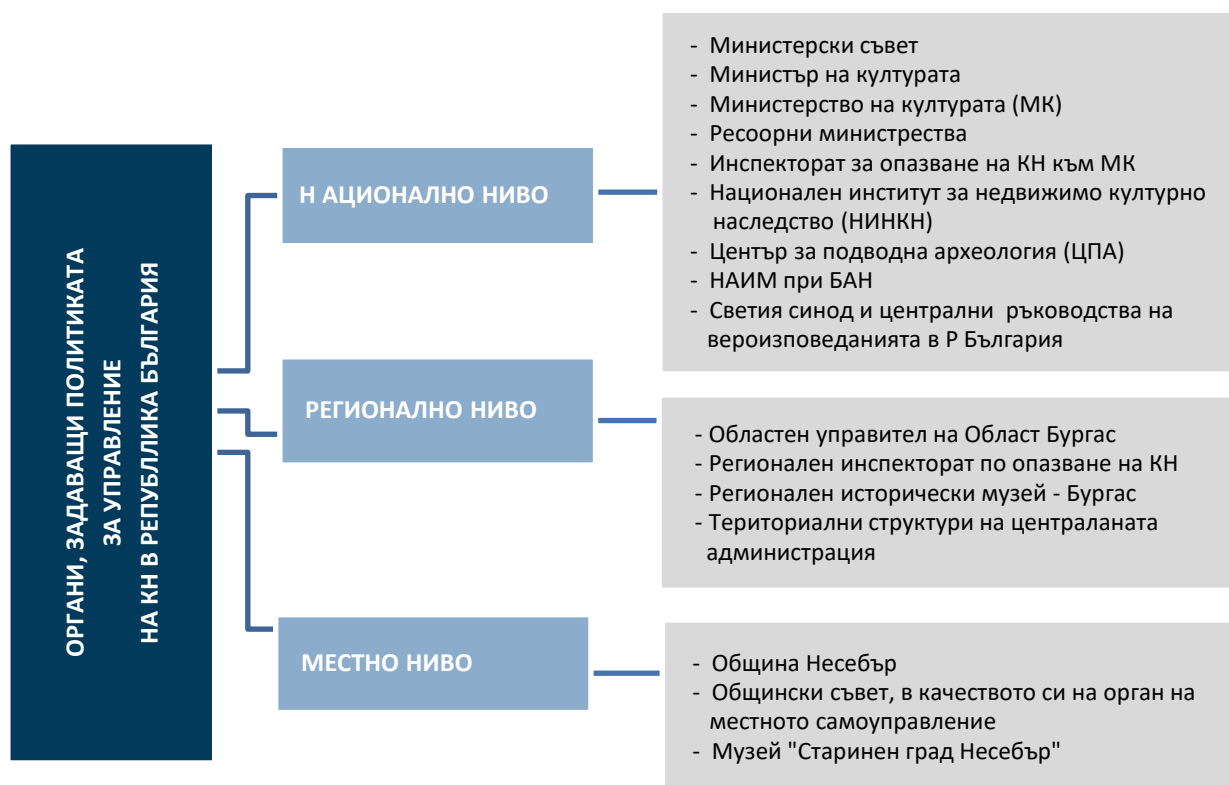 ОРГАНИ, ЗАДАВАЩИ ПОЛИТИКАТА
ЗА УПРАВЛЕНИЕ
НА КН В РЕПУБЛЛИКА БЪЛГАРИЯ
Н АЦИОНАЛНО НИВО
- Министерски съвет
- Министър на културата
- Министерство на културата (МК)
- Ресоорни министрества
- Инспекторат за опазване на КН към МК
- Национален институт за недвижимо културно
наследство (НИНКН)
- Център за подводна археология (ЦПА)
- НАИМ при БАН
- Светия синод и централни ръководства на
вероизповеданията в Р България
РЕГИОНАЛНО НИВО
- Областен управител на Област Бургас
- Регионален инспекторат по опазване на КН
- Регионален исторически музей - Бургас
- Териториални структури на централаната
администрация
МЕСТНО НИВО
- Община Несебър
- Общински съвет, в качеството си на орган на
местното самоуправление
- Музей "Старинен град Несебър"